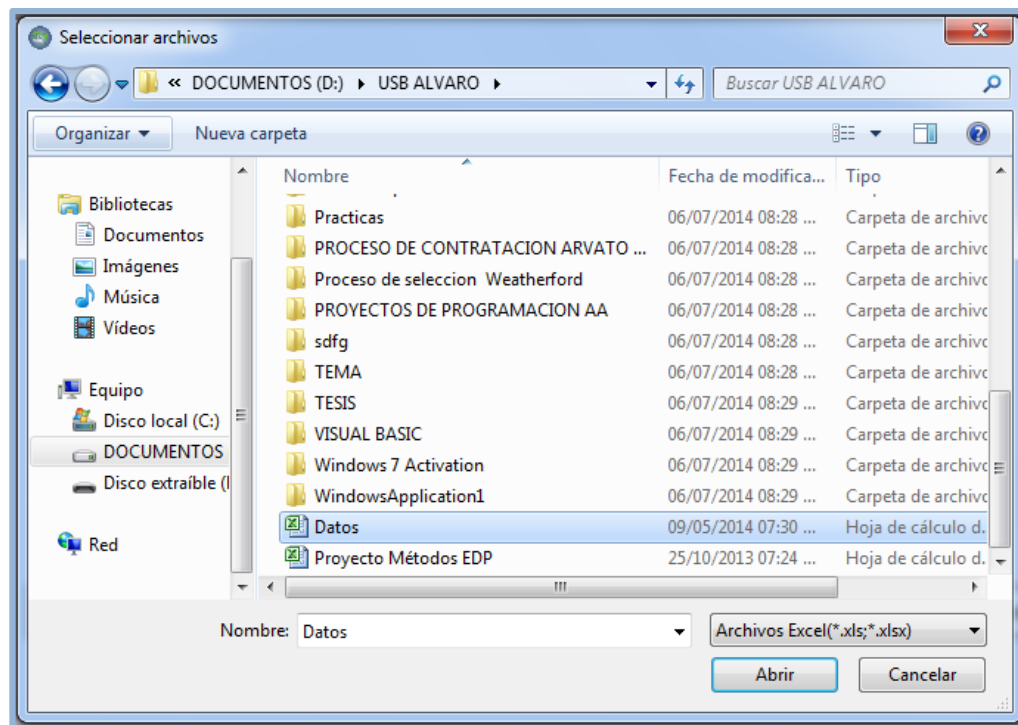 Seleccionar archivos
« DOCUMENTOS (D:) ▸ USB ALVARO ▸
Buscar USB ALVARO
Organizar Nueva carpeta
Nombre Fecha de modifica... Tipo
Practicas 06/07/2014 08:28 ... Carpeta de archivo
PROCESO DE CONTRATACION ARVATO ... 06/07/2014 08:28 ... Carpeta de archivo
Proceso de seleccion Weatherford 06/07/2014 08:28 ... Carpeta de archivo
PROYECTOS DE PROGRAMACION AA 06/07/2014 08:28 ... Carpeta de archivo
sdfg 06/07/2014 08:28 ... Carpeta de archivo
TEMA 06/07/2014 08:28 ... Carpeta de archivo
TESIS 06/07/2014 08:29 ... Carpeta de archivo
VISUAL BASIC 06/07/2014 08:29 ... Carpeta de archivo
Windows 7 Activation 06/07/2014 08:29 ... Carpeta de archivo
WindowsApplication1 06/07/2014 08:29 ... Carpeta de archivo
Datos 09/05/2014 07:30 ... Hoja de cálculo d.
Proyecto Métodos EDP 25/10/2013 07:24 ... Hoja de cálculo d.
Bibliotecas
Documentos
Imágenes
Música
Vídeos
Equipo
Disco local (C:)
DOCUMENTOS
Disco extraíble (
Red
Nombre: Datos
Archivos Excel(*.xls;*.xlsx)
Abrir Cancelar